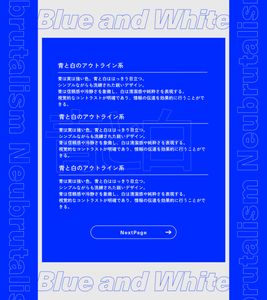 Blue and White
Neubrutalism
Neubrutalism
青と白のアウトライン系
青は実は強い色。青と白ははっきり目立つ。
シンプルながらも洗練された鋭いデザイン。
青は信頼感や冷静さを象徴し、白は清潔感や純粋さを表現する。
視覚的なコントラストが明確であり、情報の伝達を効果的に行うことがで
きる。
青と白のアウトライン系
青は実は強い色。青と白ははっきり目立つ。
シンプルながらも洗練された鋭いデザイン。
青は信頼感や冷静さを象徴し、白は清潔感や純粋さを表現する。
視覚的なコントラストが明確であり、情報の伝達を効果的に行うことがで
きる。
青と白のアウトライン系
青は実は強い色。青と白ははっきり目立つ。
シンプルながらも洗練された鋭いデザイン。
青は信頼感や冷静さを象徴し、白は清潔感や純粋さを表現する。
視覚的なコントラストが明確であり、情報の伝達を効果的に行うことがで
きる。
NextPage
Blue and White